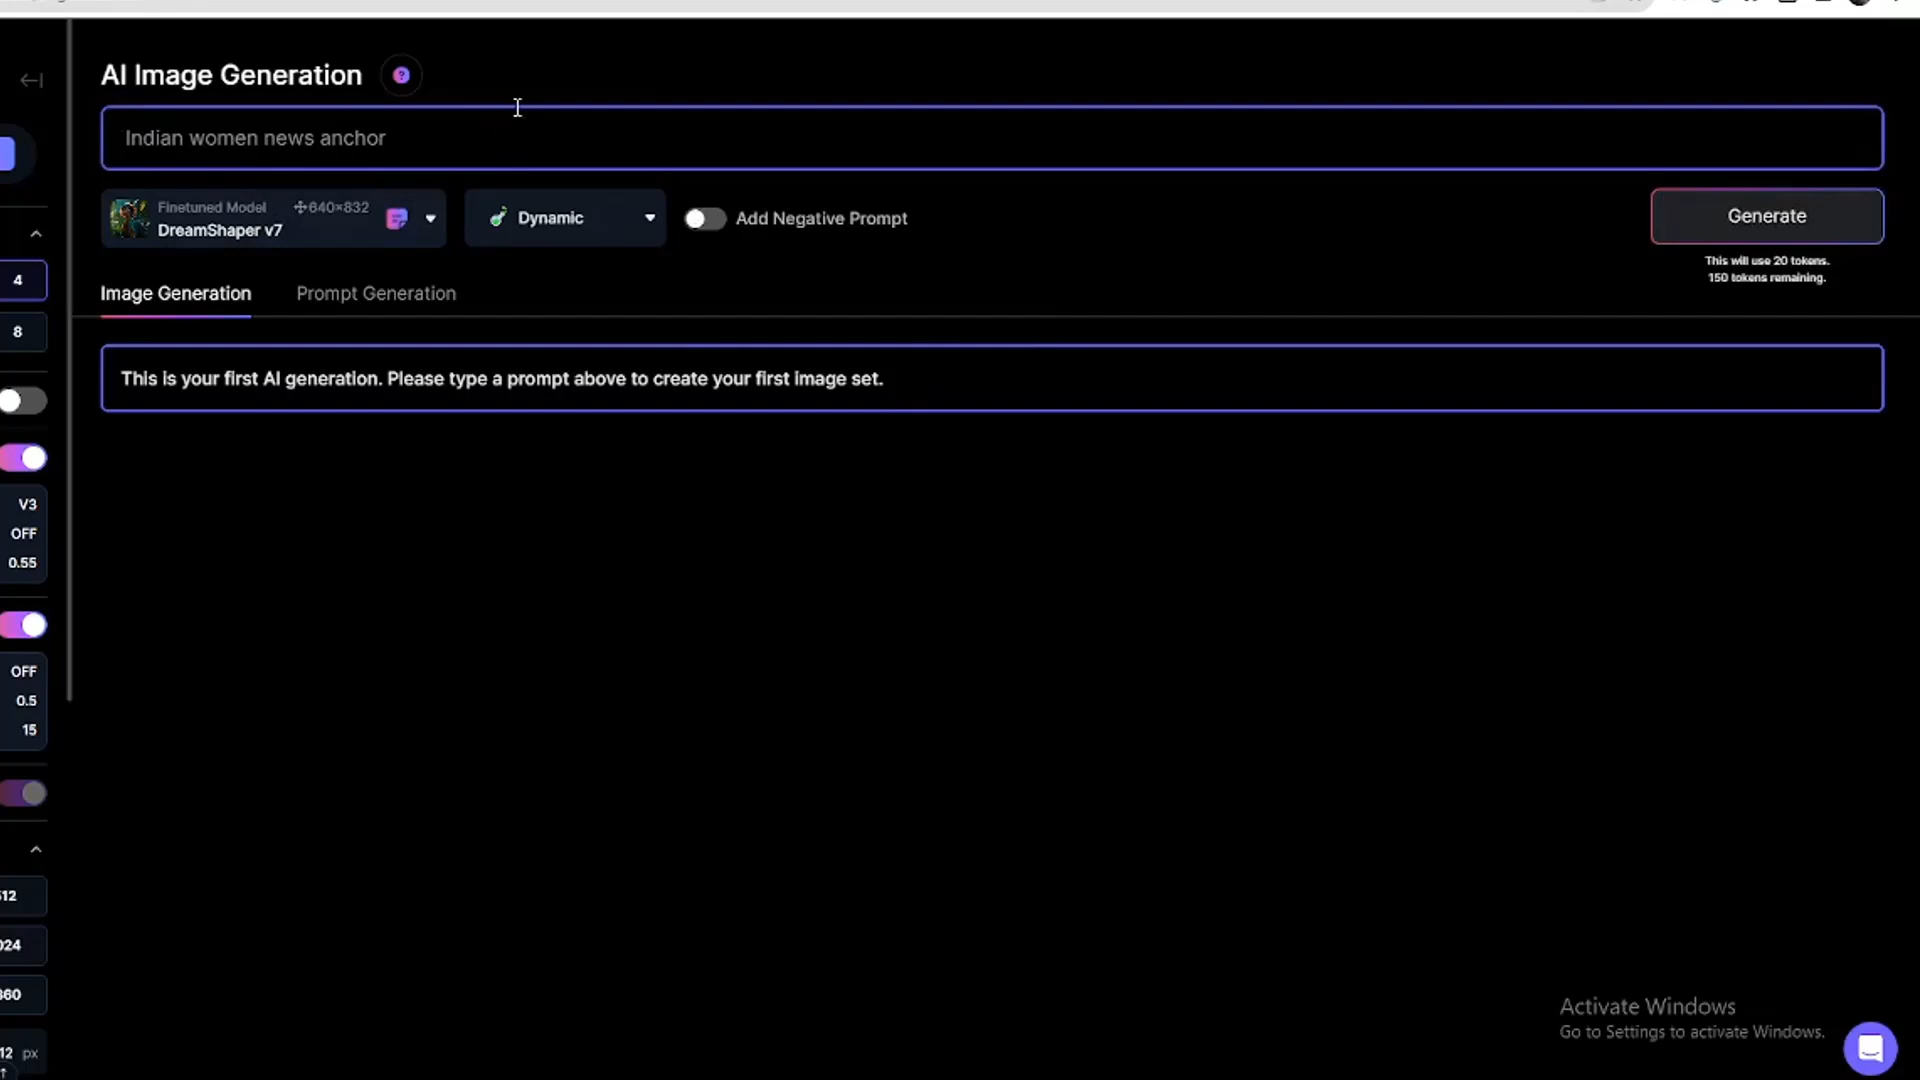 AI Image Generation
?
Indian women news anchor
Finetuned Model
640×832
DreamShaper v7
Dynamic
Add Negative Prompt
Generate
This will use 20 tokens.
150 tokens remaining.
Image Generation
Prompt Generation
This is your first AI generation. Please type a prompt above to create your first image set.
4
8
V3
OFF
0.55
OFF
0.5
15
12 px
Activate Windows
Go to Settings to activate Windows.